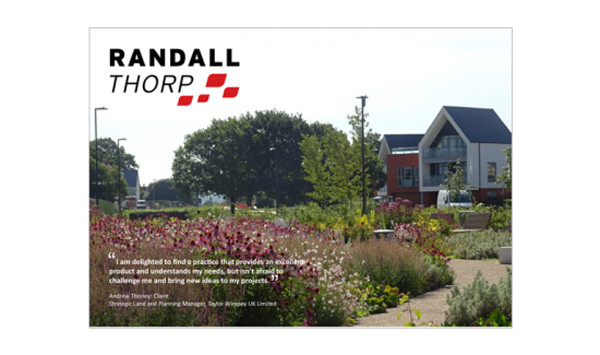 RANDALL
THORP
“ I am delighted to find a practice that provides an excellent
product and understands my needs, but isn't afraid to
challenge me and bring new ideas to my projects. ”
Andrew Thorley: Client
Strategic Land and Planning Manager, Taylor Wimpey UK Limited